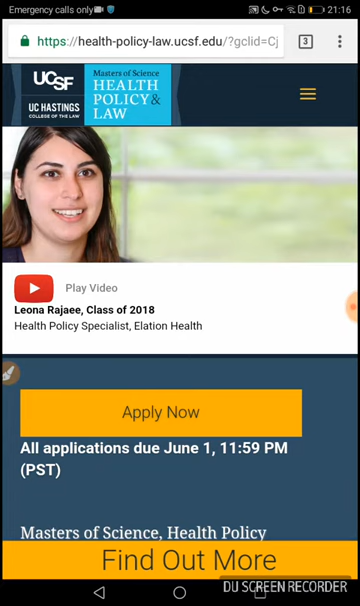 Emergency calls only
21:16
https://health-policy-law.ucsf.edu/?gclid=Cj
3
UCSF
UC HASTINGS
COLLEGE OF THE LAW
Masters of Science
HEALTH
POLICY &
LAW
Play Video
Leona Rajaee, Class of 2018
Health Policy Specialist, Elation Health
Apply Now
All applications due June 1, 11:59 PM
(PST)
Masters of Science, Health Policy
Find Out More
DU SCREEN RECORDER